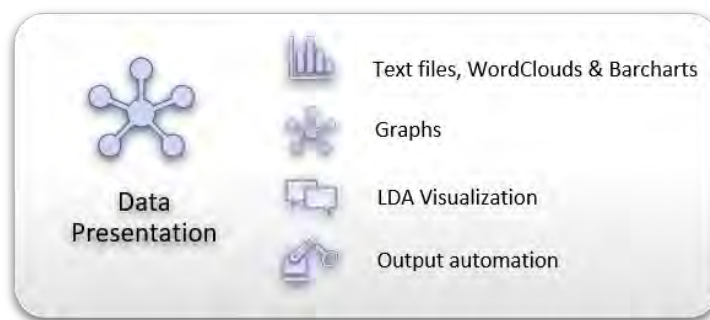 Data
Presentation
Text files, WordClouds & Barcharts
Graphs
LDA Visualization
Output automation